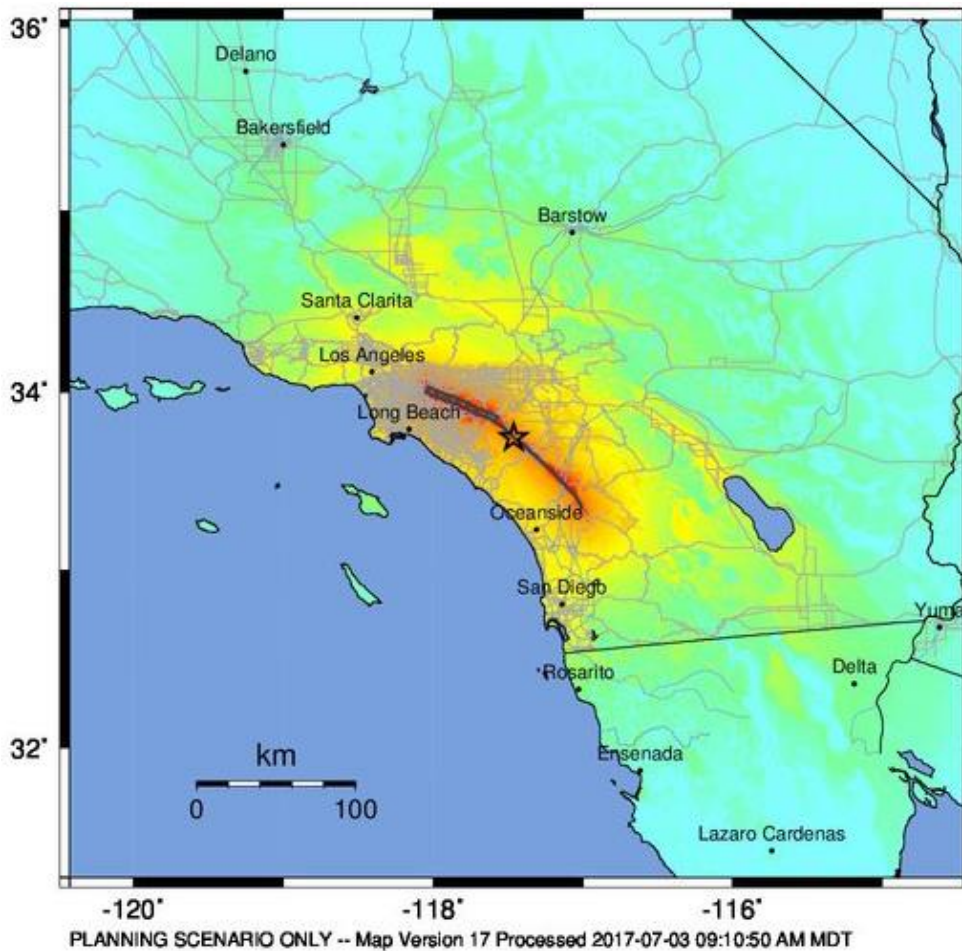 36°
Delano
Bakersfield
Barstow
Santa Clarita
Los Angeles
34°
Long Beach
Oceanside
San Diego
Yuma
Rosarito
Delta
32°
km
Ensenada
0 100
Lazaro Cardenas
-120° -118° -116°
PLANNING SCENARIO ONLY -- Map Version 17 Processed 2017-07-03 09:10:50 AM MDT